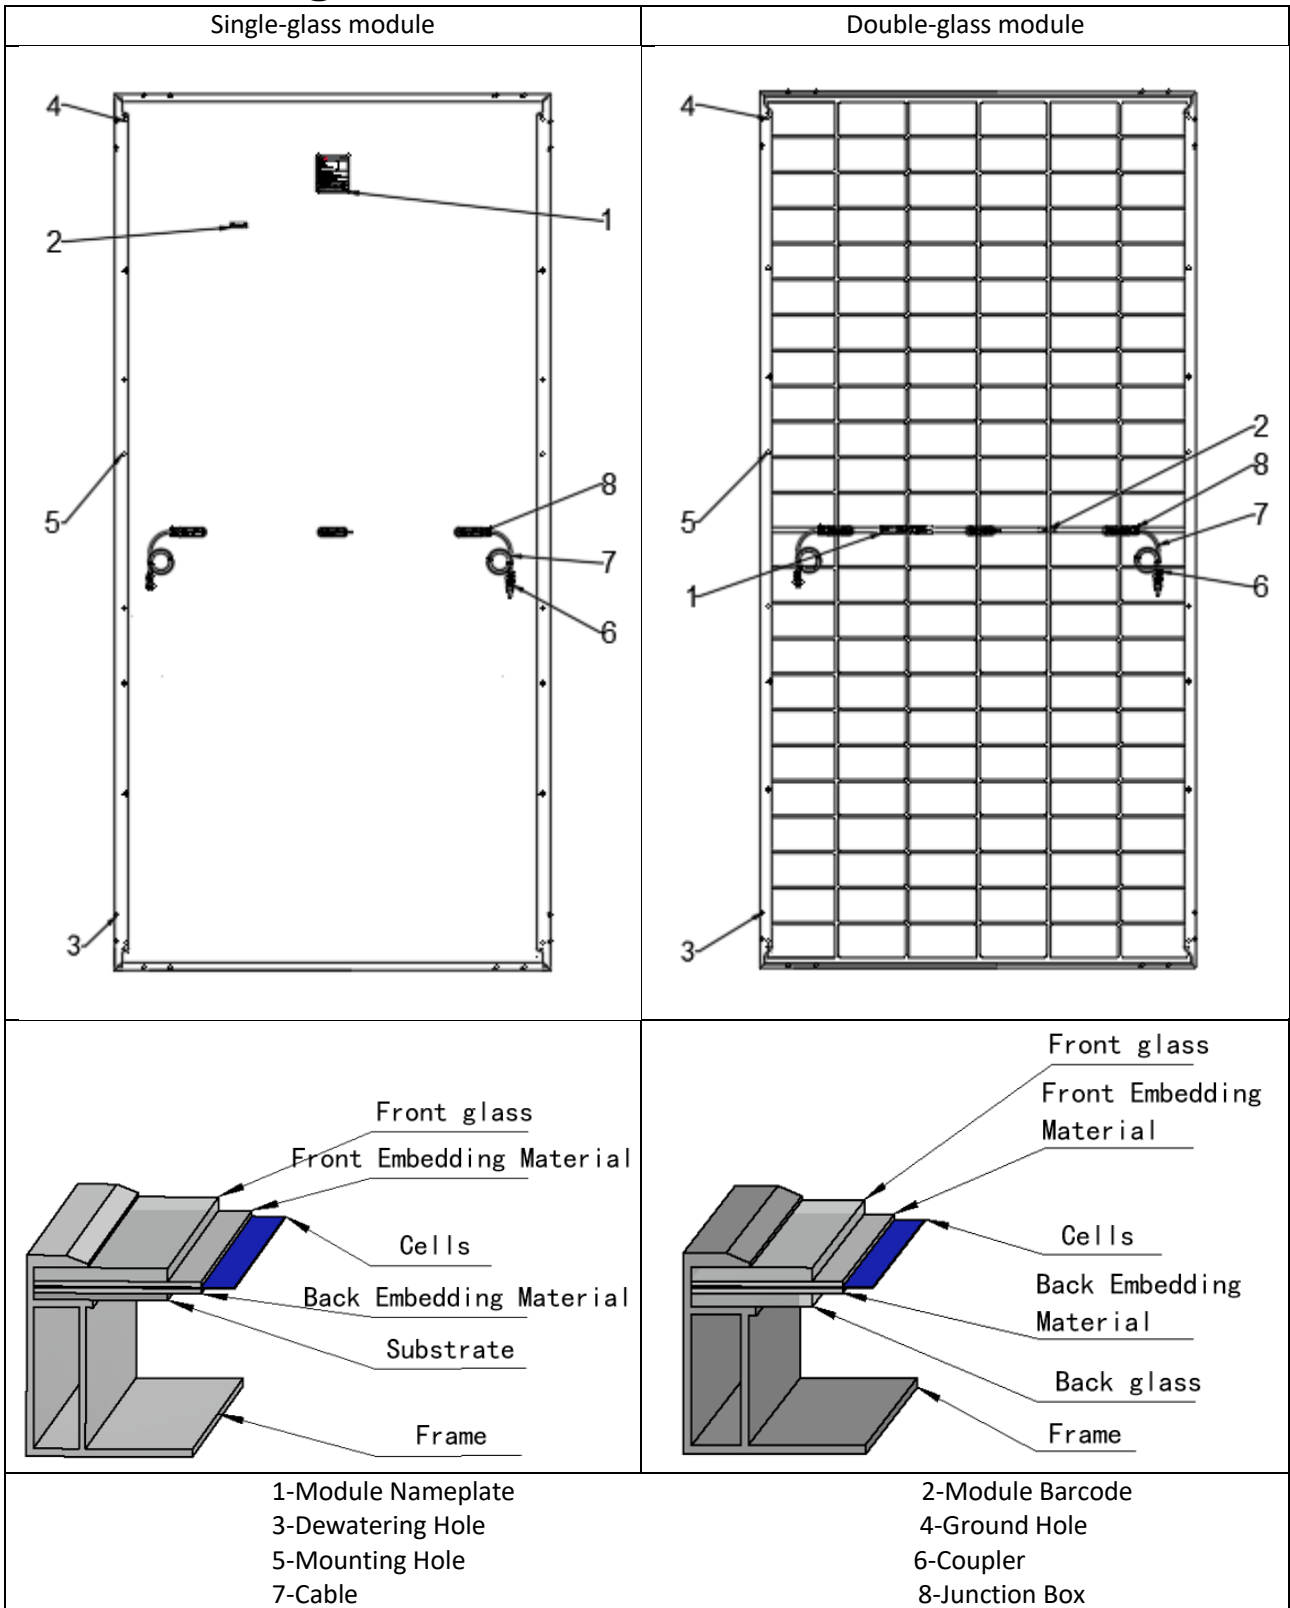 Single-glass module
Double-glass module
4
1
2
5
8
7
6
3
4
2
8
5
7
1
6
3
Front glass
Front Embedding Material
Cells
Back Embedding Material
Substrate
Frame
Front glass
Front Embedding
Material
Cells
Back Embedding
Material
Back glass
Frame
1-Module Nameplate
2-Module Barcode
3-Dewatering Hole
4-Ground Hole
5-Mounting Hole
6-Coupler
7-Cable
8-Junction Box